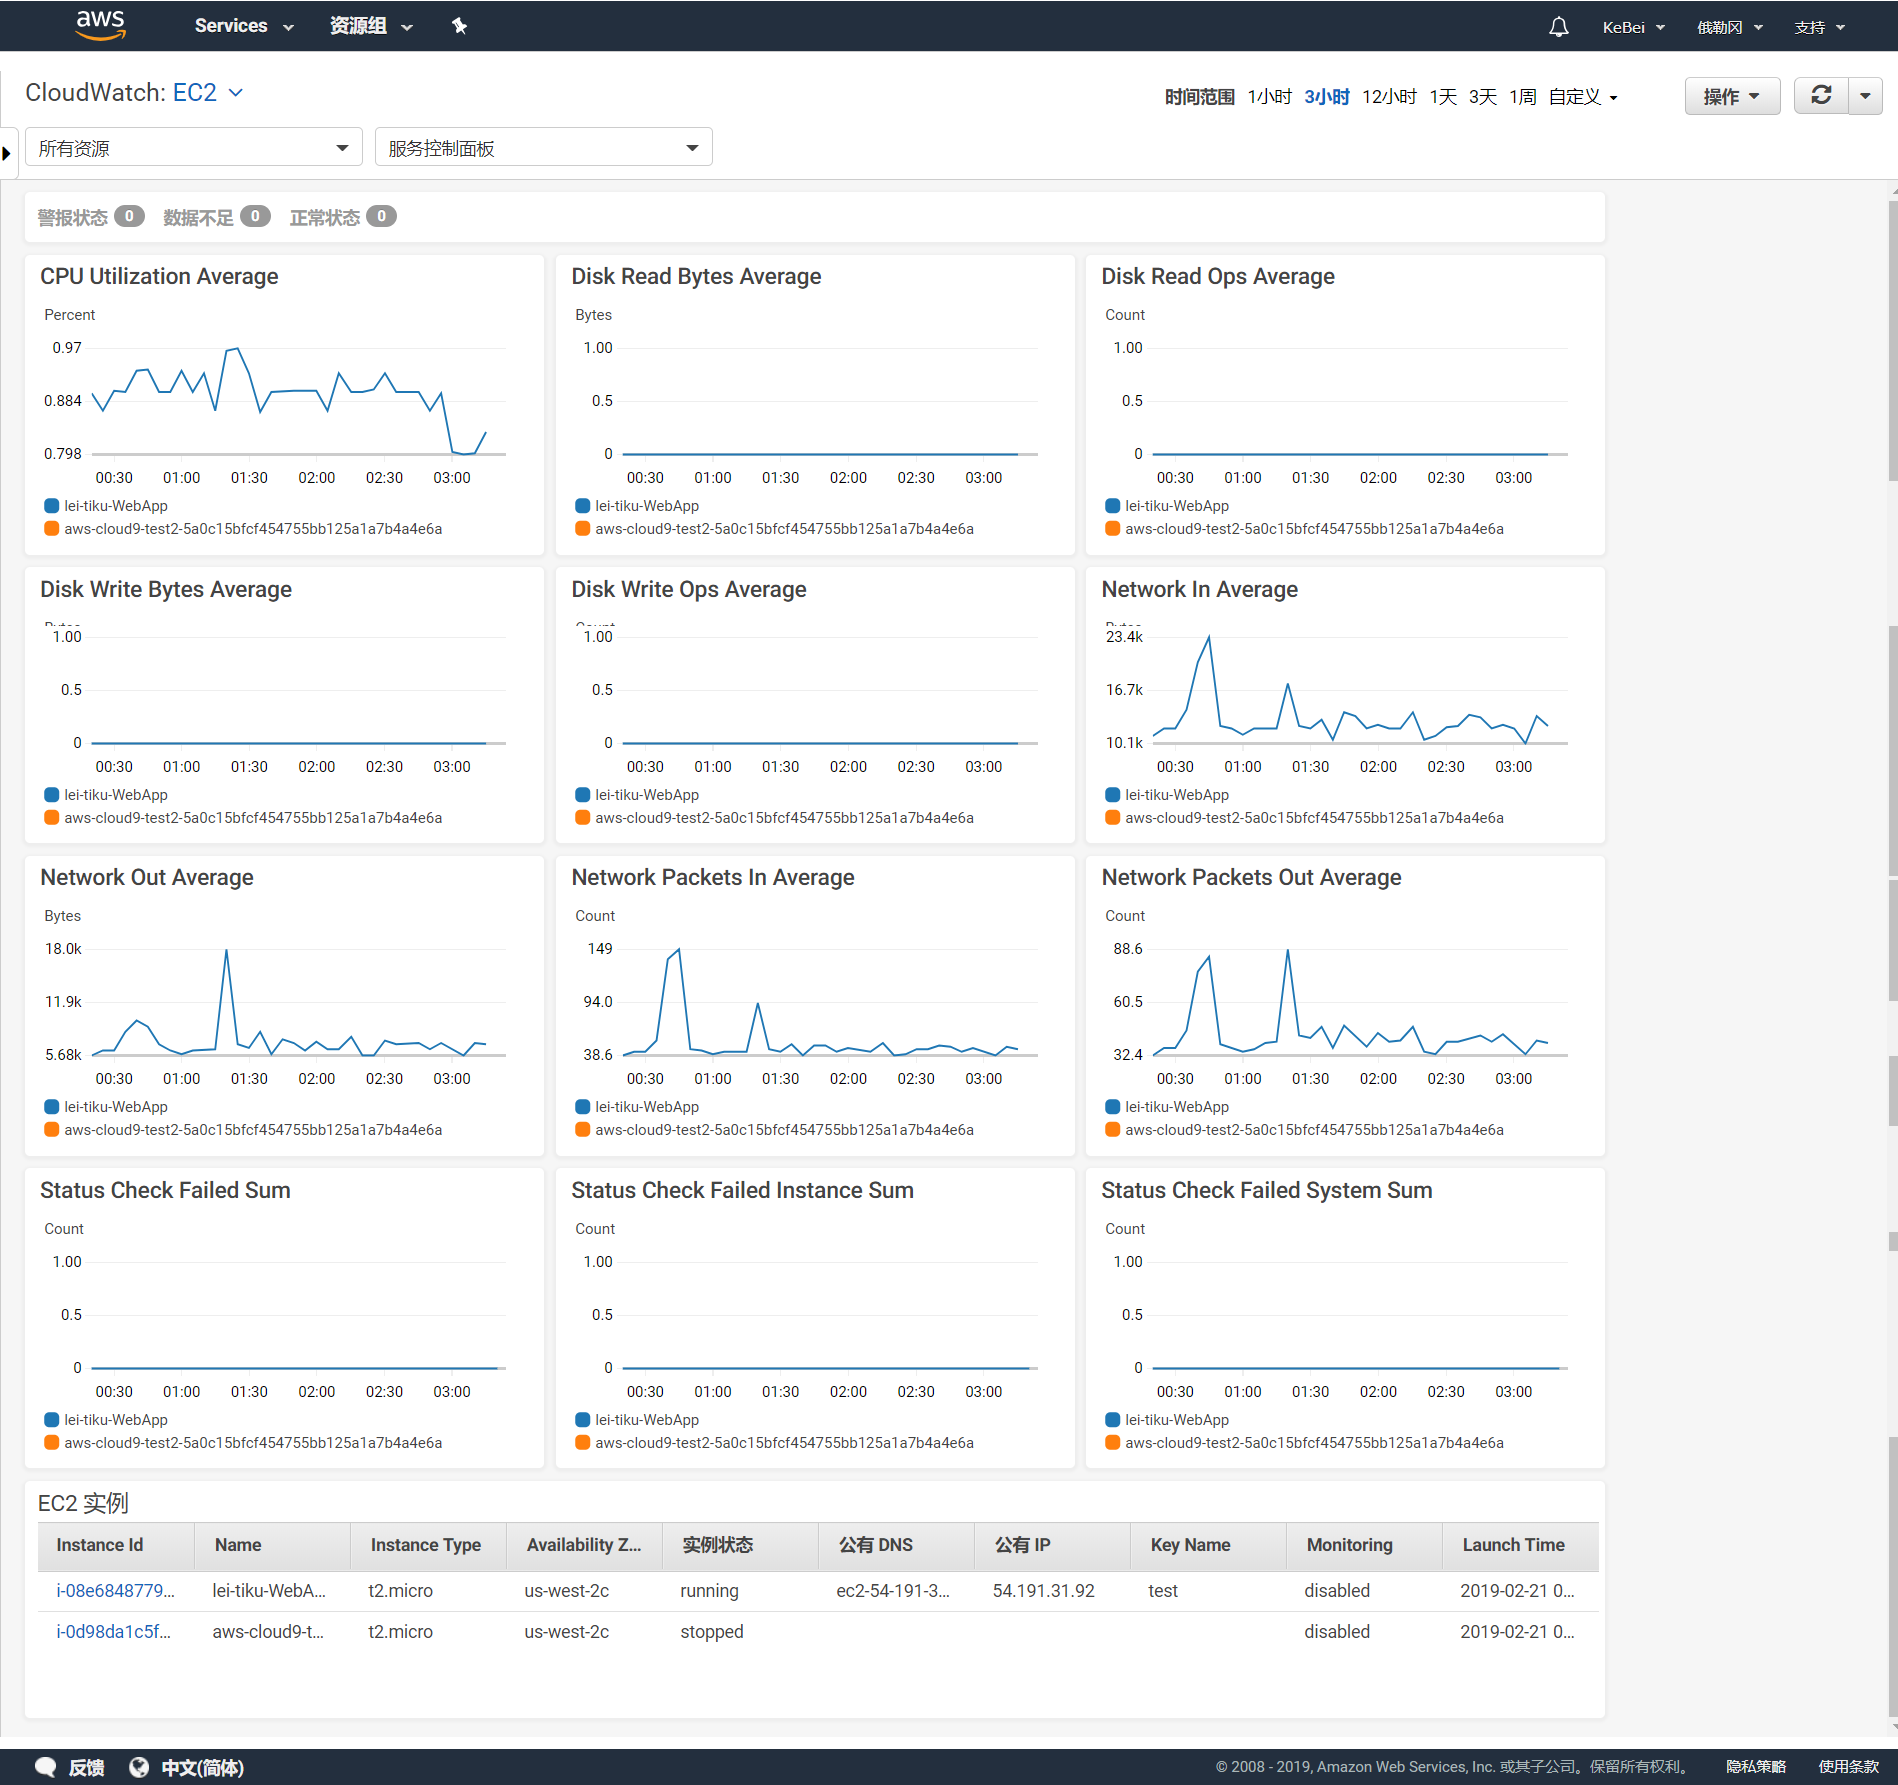 aws Services 资源组 KeBei 俄勒冈 支持
CloudWatch: EC2
时间范围 1小时 3小时 12小时 1天 3天 1周 自定义 操作
所有资源 服务控制面板
警报状态 0 数据不足 0 正常状态 0
CPU Utilization Average
Percent
0.97
0.884
0.798
00:30 01:00 01:30 02:00 02:30 03:00
lei-tiku-WebApp
aws-cloud9-test2-5a0c15bfcf454755bb125a1a7b4a4e6a
Disk Read Bytes Average
Bytes
1.00
0.5
0
00:30 01:00 01:30 02:00 02:30 03:00
lei-tiku-WebApp
aws-cloud9-test2-5a0c15bfcf454755bb125a1a7b4a4e6a
Disk Read Ops Average
Count
1.00
0.5
0
00:30 01:00 01:30 02:00 02:30 03:00
lei-tiku-WebApp
aws-cloud9-test2-5a0c15bfcf454755bb125a1a7b4a4e6a
Disk Write Bytes Average
Bytes
1.00
0.5
0
00:30 01:00 01:30 02:00 02:30 03:00
lei-tiku-WebApp
aws-cloud9-test2-5a0c15bfcf454755bb125a1a7b4a4e6a
Disk Write Ops Average
Count
1.00
0.5
0
00:30 01:00 01:30 02:00 02:30 03:00
lei-tiku-WebApp
aws-cloud9-test2-5a0c15bfcf454755bb125a1a7b4a4e6a
Network In Average
Bytes
23.4k
16.7k
10.1k
00:30 01:00 01:30 02:00 02:30 03:00
lei-tiku-WebApp
aws-cloud9-test2-5a0c15bfcf454755bb125a1a7b4a4e6a
Network Out Average
Bytes
18.0k
11.9k
5.68k
00:30 01:00 01:30 02:00 02:30 03:00
lei-tiku-WebApp
aws-cloud9-test2-5a0c15bfcf454755bb125a1a7b4a4e6a
Network Packets In Average
Count
149
94.0
38.6
00:30 01:00 01:30 02:00 02:30 03:00
lei-tiku-WebApp
aws-cloud9-test2-5a0c15bfcf454755bb125a1a7b4a4e6a
Network Packets Out Average
Count
88.6
60.5
32.4
00:30 01:00 01:30 02:00 02:30 03:00
lei-tiku-WebApp
aws-cloud9-test2-5a0c15bfcf454755bb125a1a7b4a4e6a
Status Check Failed Sum
Count
1.00
0.5
0
00:30 01:00 01:30 02:00 02:30 03:00
lei-tiku-WebApp
aws-cloud9-test2-5a0c15bfcf454755bb125a1a7b4a4e6a
Status Check Failed Instance Sum
Count
1.00
0.5
0
00:30 01:00 01:30 02:00 02:30 03:00
lei-tiku-WebApp
aws-cloud9-test2-5a0c15bfcf454755bb125a1a7b4a4e6a
Status Check Failed System Sum
Count
1.00
0.5
0
00:30 01:00 01:30 02:00 02:30 03:00
lei-tiku-WebApp
aws-cloud9-test2-5a0c15bfcf454755bb125a1a7b4a4e6a
EC2 实例
Instance Id Name Instance Type Availability Z... 实例状态 公有 DNS 公有 IP Key Name Monitoring Launch Time
i-08e6848779... lei-tiku-WebA... t2.micro us-west-2c running ec2-54-191-3... 54.191.31.92 test disabled 2019-02-21 0...
i-0d98da1c5f... aws-cloud9-t... t2.micro us-west-2c stopped disabled 2019-02-21 0...
反馈 中文(简体) © 2008 - 2019, Amazon Web Services, Inc. 或其子公司。保留所有权利。 隐私策略 使用条款